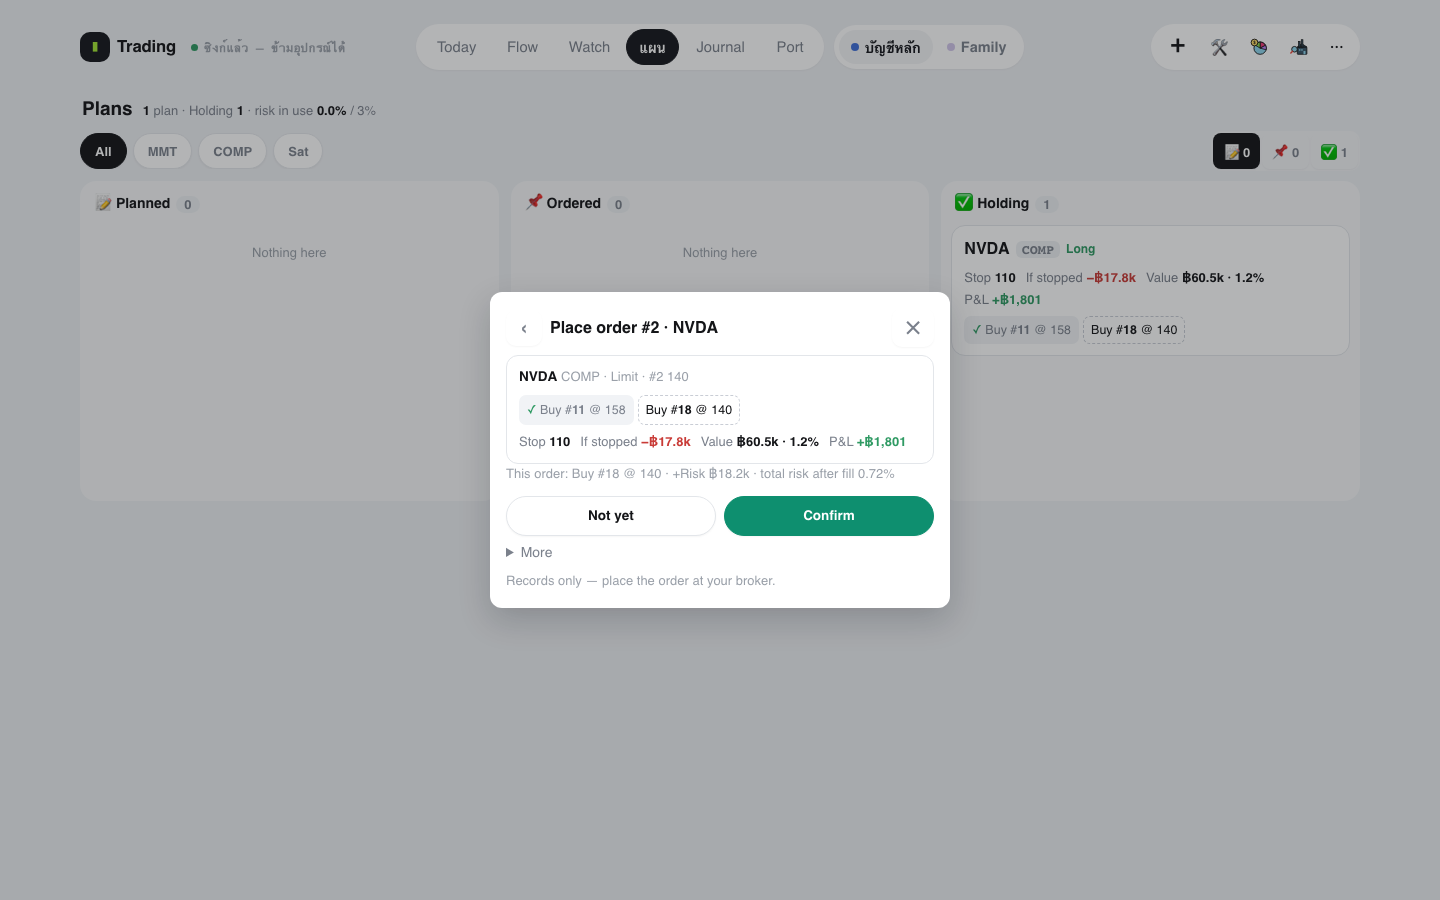 Trading
ซิงก์แล้ว — ข้ามอุปกรณ์ได้
Today Flow Watch แผน Journal Port
บัญชีหลัก Family
Plans 1 plan · Holding 1 · risk in use 0.0% / 3%
All MMT COMP Sat
0 0 1
Planned 0
Nothing here
Ordered 0
Nothing here
Holding 1
NVDA COMP Long
Stop 110 If stopped −฿17.8k Value ฿60.5k · 1.2%
P&L +฿1,801
✓ Buy #11 @ 158 Buy #18 @ 140
Place order #2 · NVDA
NVDA COMP · Limit · #2 140
✓ Buy #11 @ 158 Buy #18 @ 140
Stop 110 If stopped −฿17.8k Value ฿60.5k · 1.2% P&L +฿1,801
This order: Buy #18 @ 140 · +Risk ฿18.2k · total risk after fill 0.72%
Not yet Confirm
More
Records only — place the order at your broker.